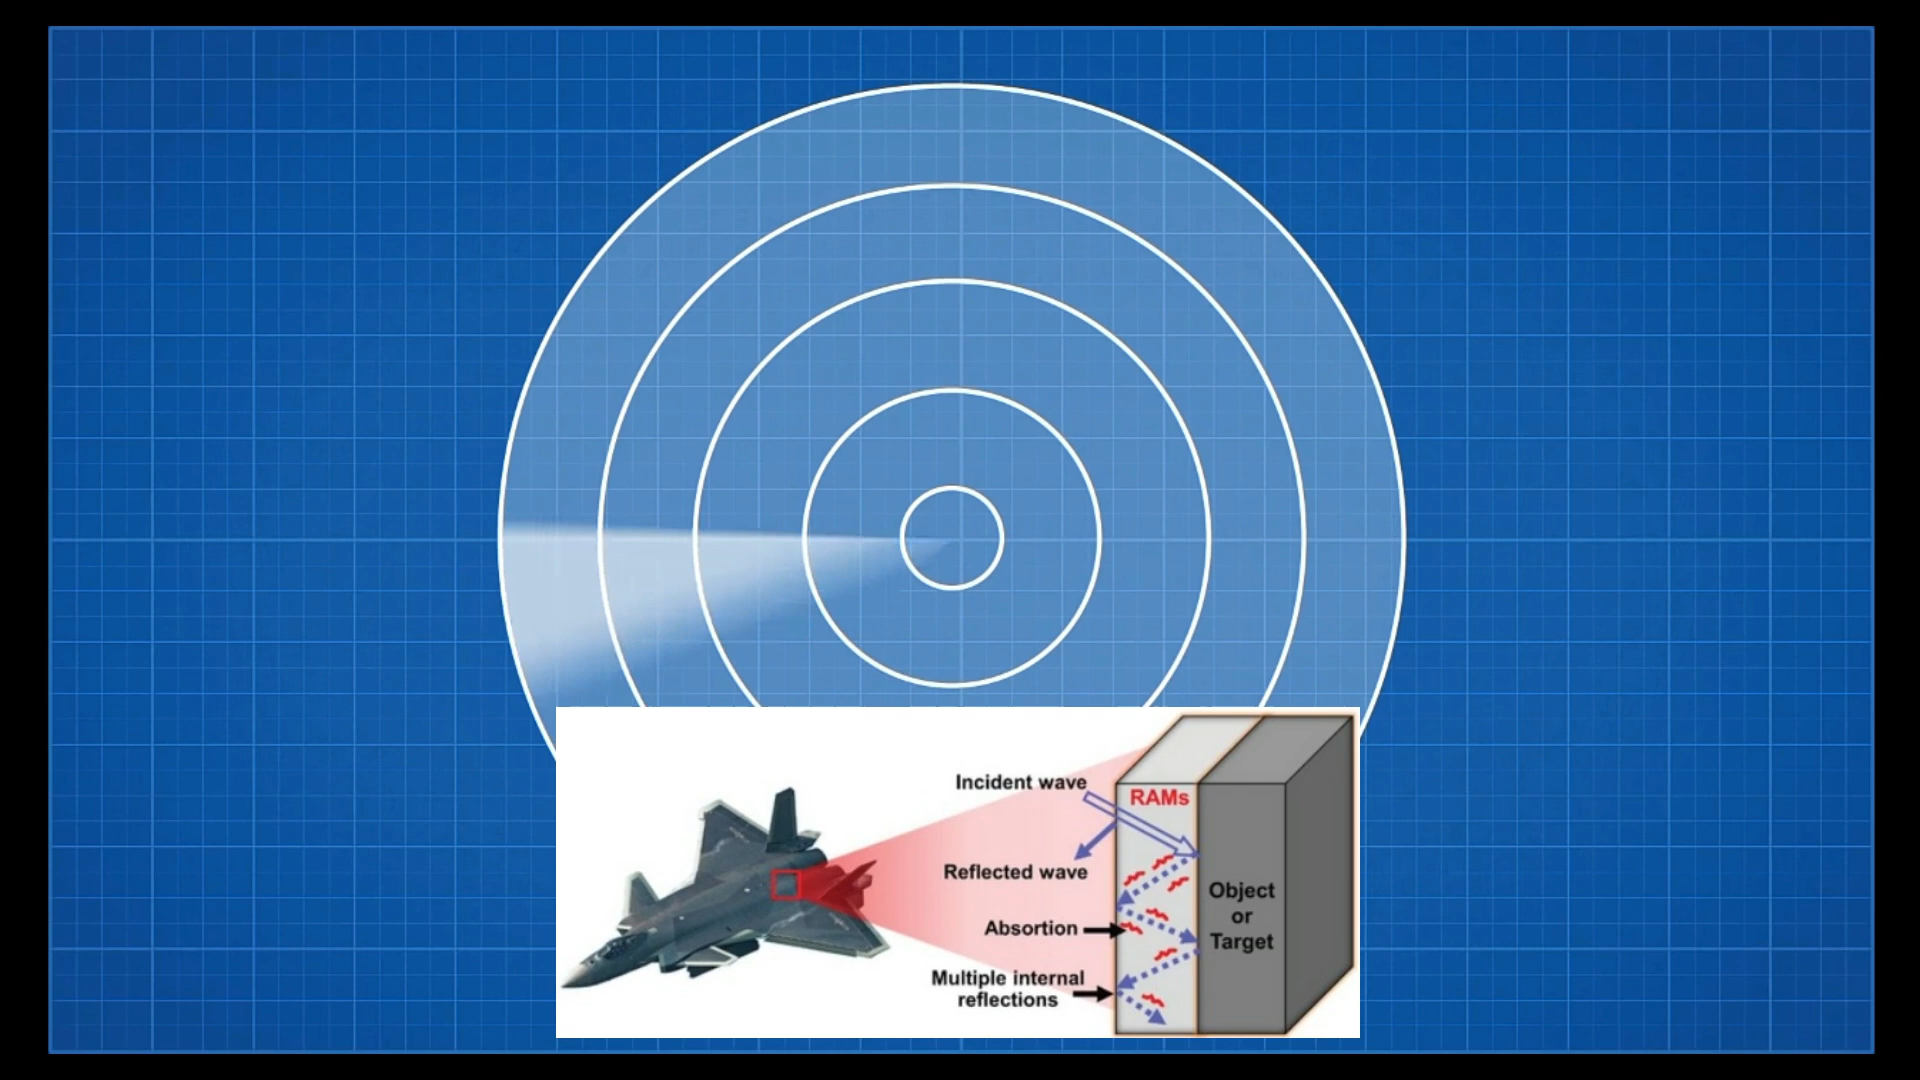 Incident wave
RAMs
Reflected wave
Object
or
Target
Absortion
Multiple internal
reflections